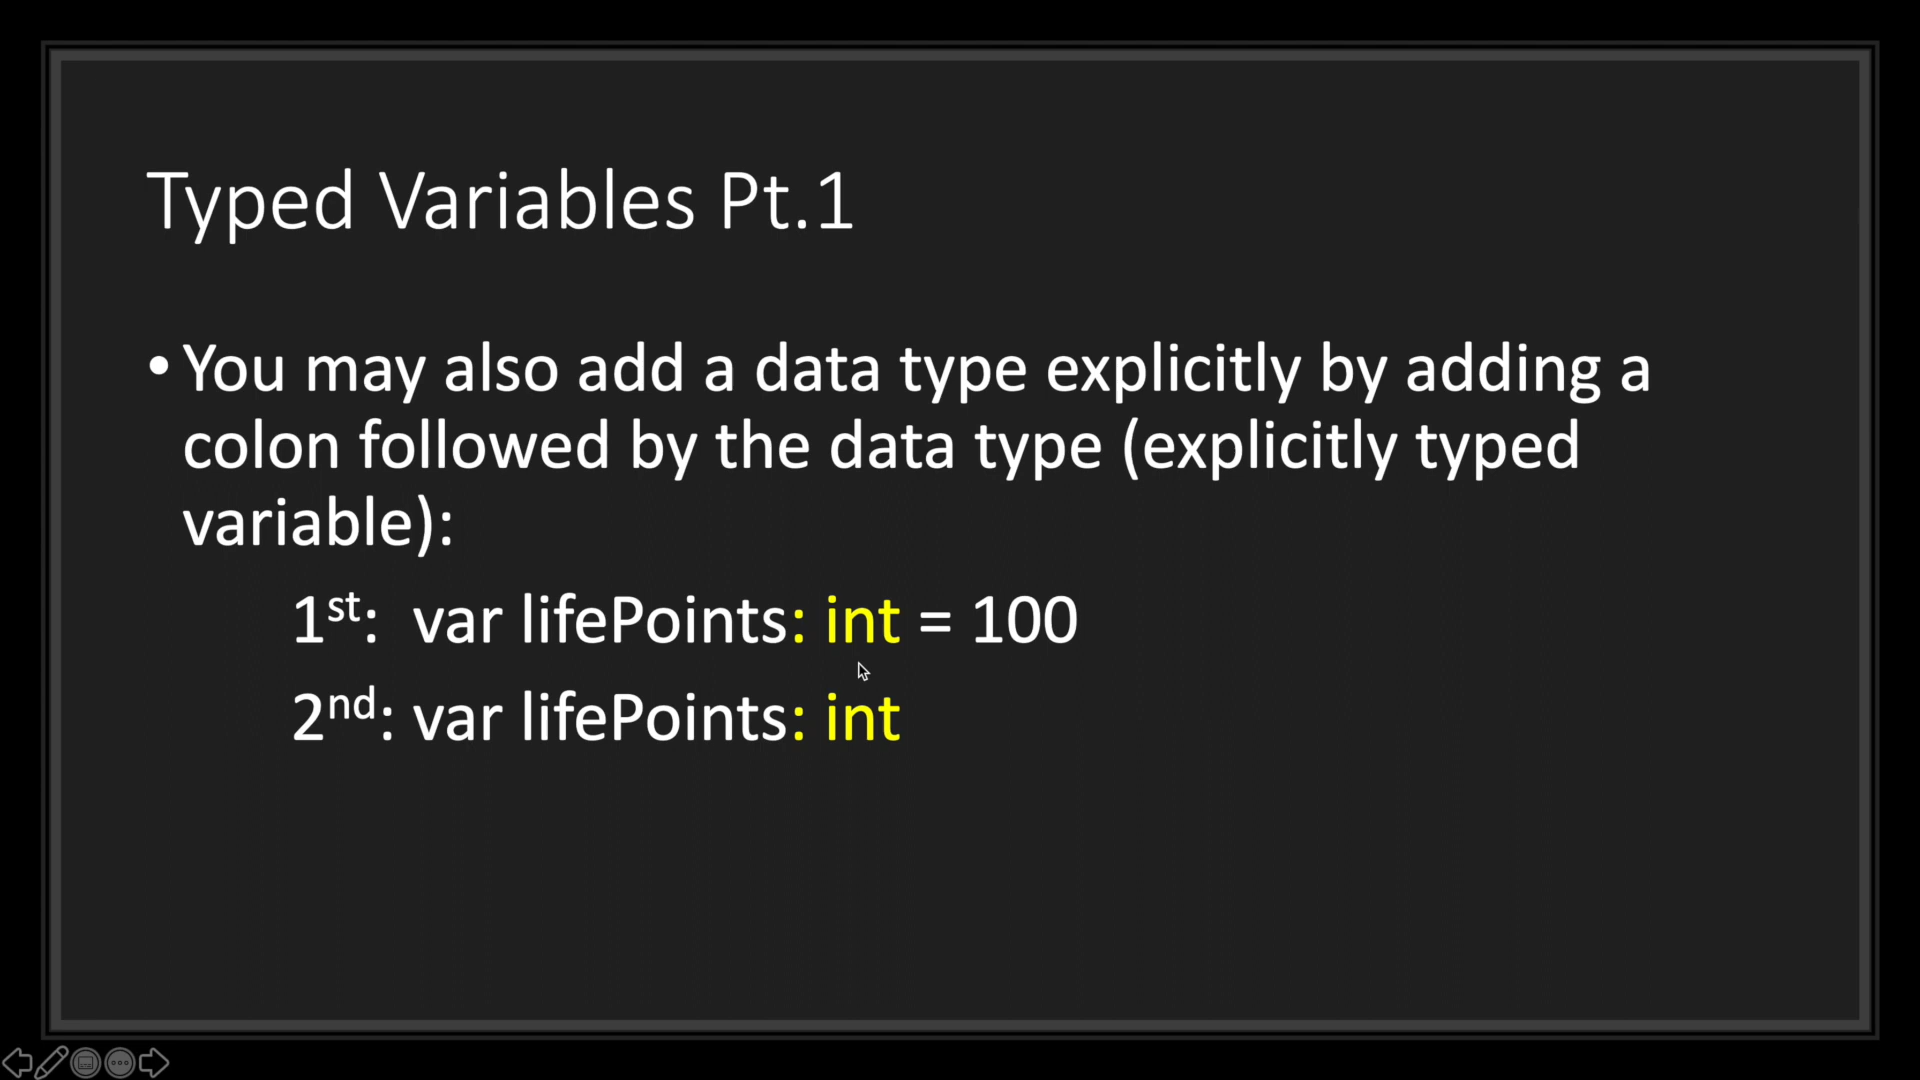 Typed Variables Pt.1
• You may also add a data type explicitly by adding a
colon followed by the data type (explicitly typed
variable):
1st: var lifePoints: int = 100
2nd: var lifePoints: int